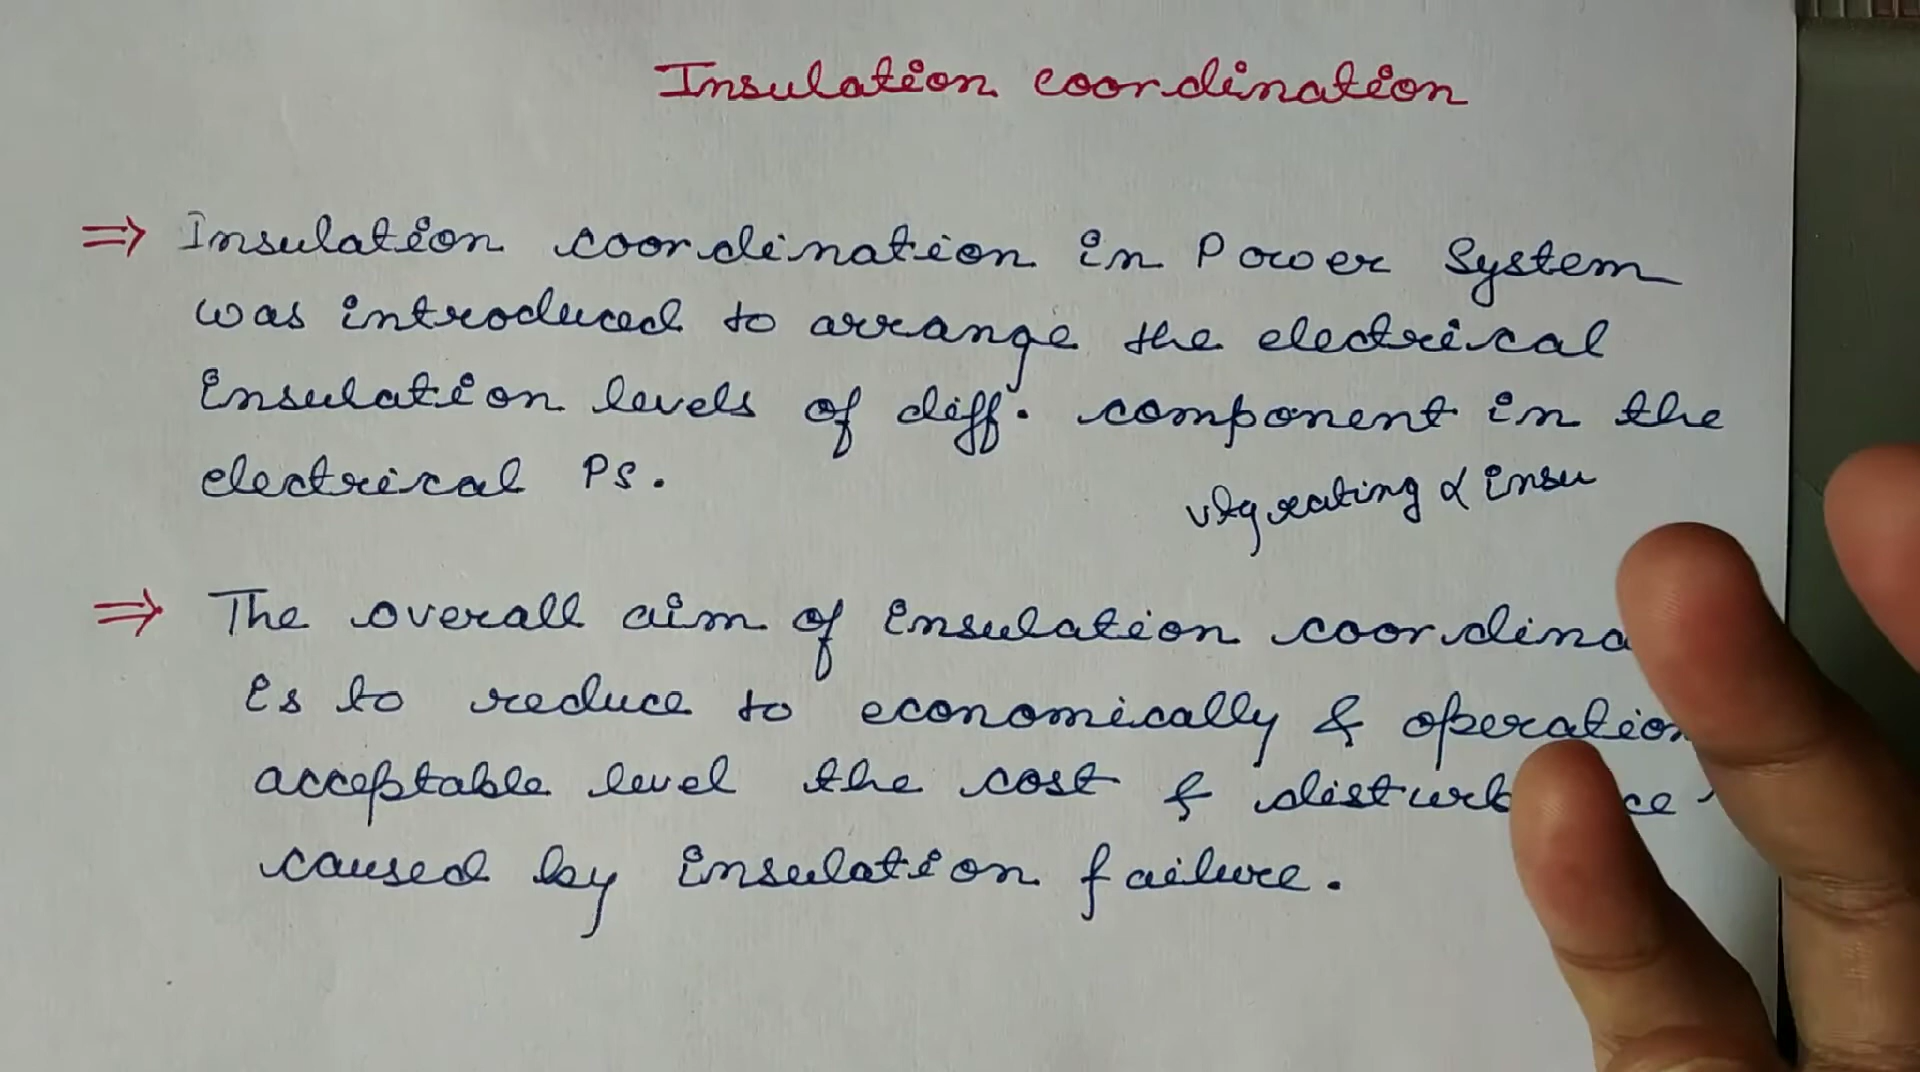 Insulation coordination
⇒ Insulation coordination in Power System
was introduced to arrange the electrical
insulation levels of diff. component in the
electrical PS.
vtg rating α insu
⇒ The overall aim of insulation coordina
is to reduce to economically & operation
acceptable level the cost & disturb ce
caused by insulation failure.